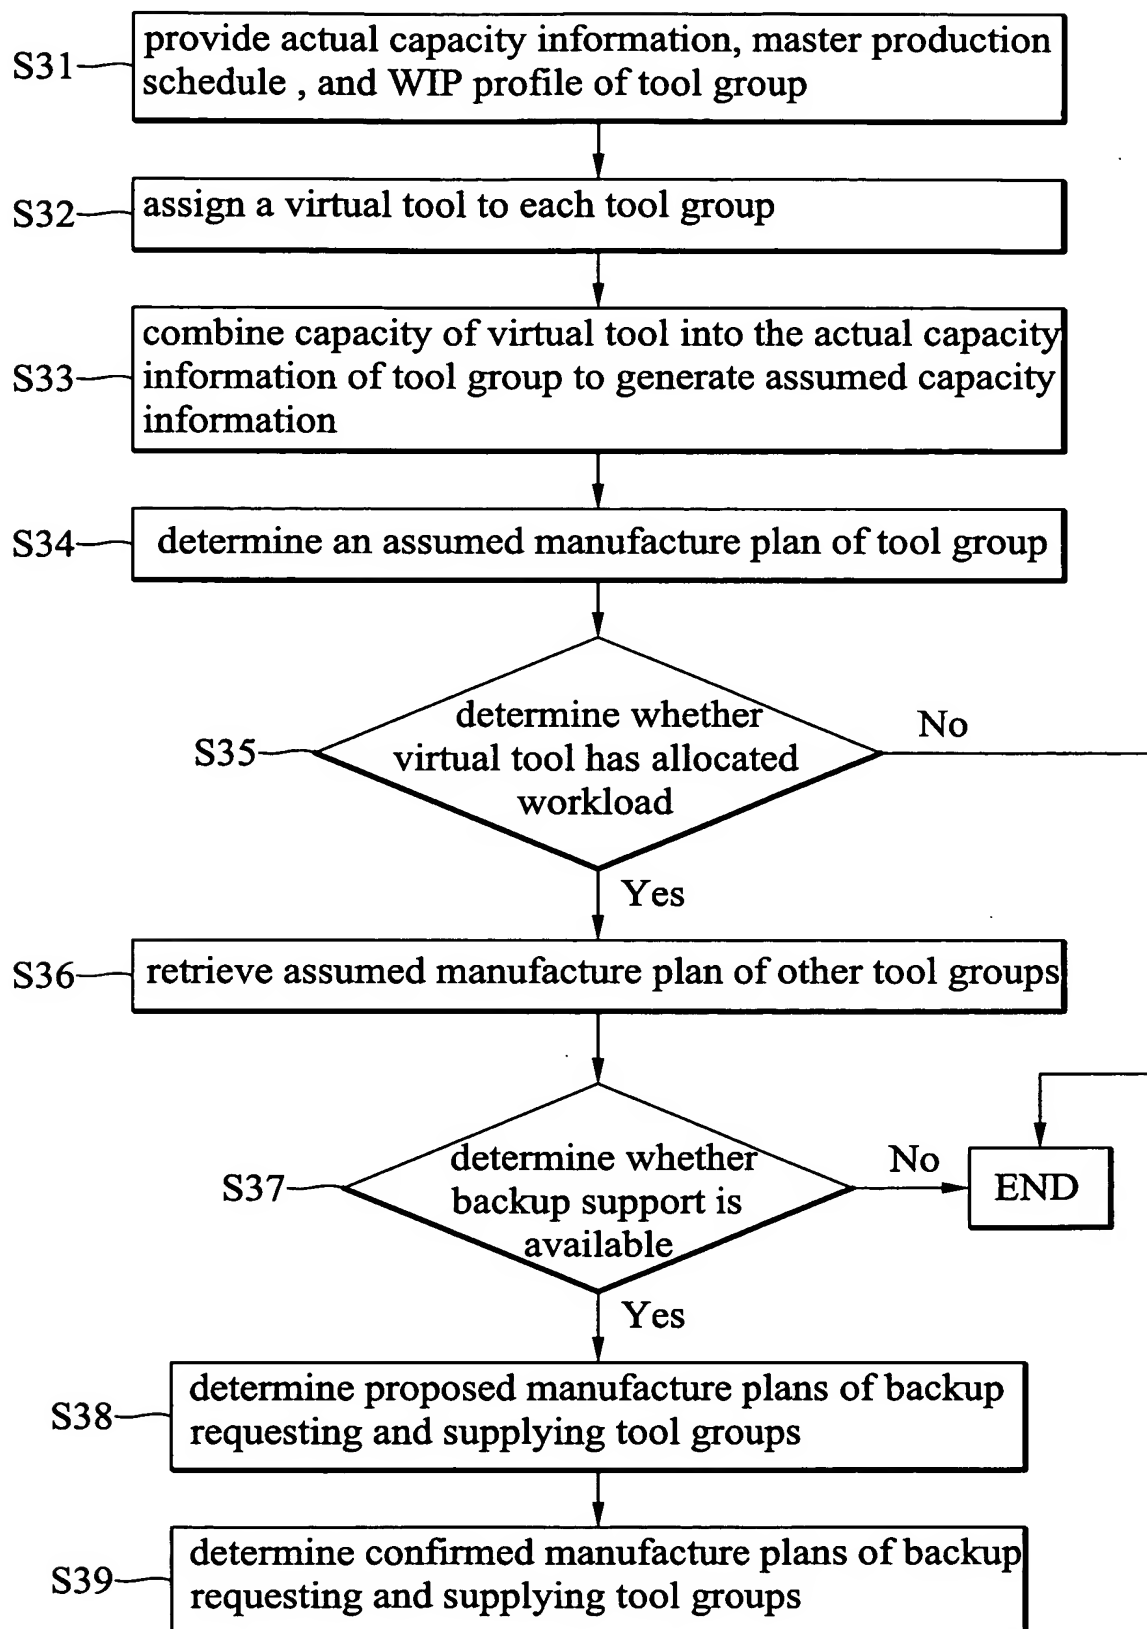 S31
provide actual capacity information, master production
schedule , and WIP profile of tool group
S32
assign a virtual tool to each tool group
S33
combine capacity of virtual tool into the actual capacity
information of tool group to generate assumed capacity
information
S34
determine an assumed manufacture plan of tool group
S35
determine whether
virtual tool has allocated
workload
No
Yes
S36
retrieve assumed manufacture plan of other tool groups
S37
determine whether
backup support is
available
No
END
Yes
S38
determine proposed manufacture plans of backup
requesting and supplying tool groups
S39
determine confirmed manufacture plans of backup
requesting and supplying tool groups